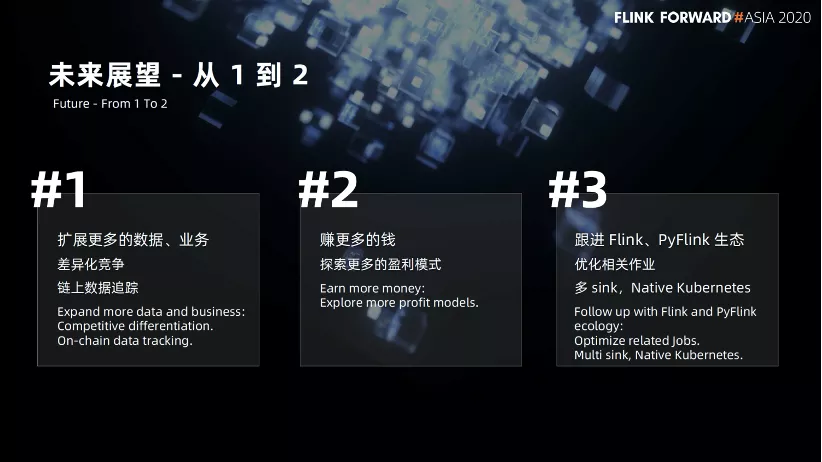 FLINK FORWARD #ASIA 2020
未来展望 - 从 1 到 2
Future - From 1 To 2
#1
扩展更多的数据、业务
差异化竞争
链上数据追踪
Expand more data and business:
Competitive differentiation.
On-chain data tracking.
#2
赚更多的钱
探索更多的盈利模式
Earn more money:
Explore more profit models.
#3
跟进 Flink、PyFlink 生态
优化相关作业
多 sink，Native Kubernetes
Follow up with Flink and PyFlink
ecology:
Optimize related Jobs.
Multi sink, Native Kubernetes.